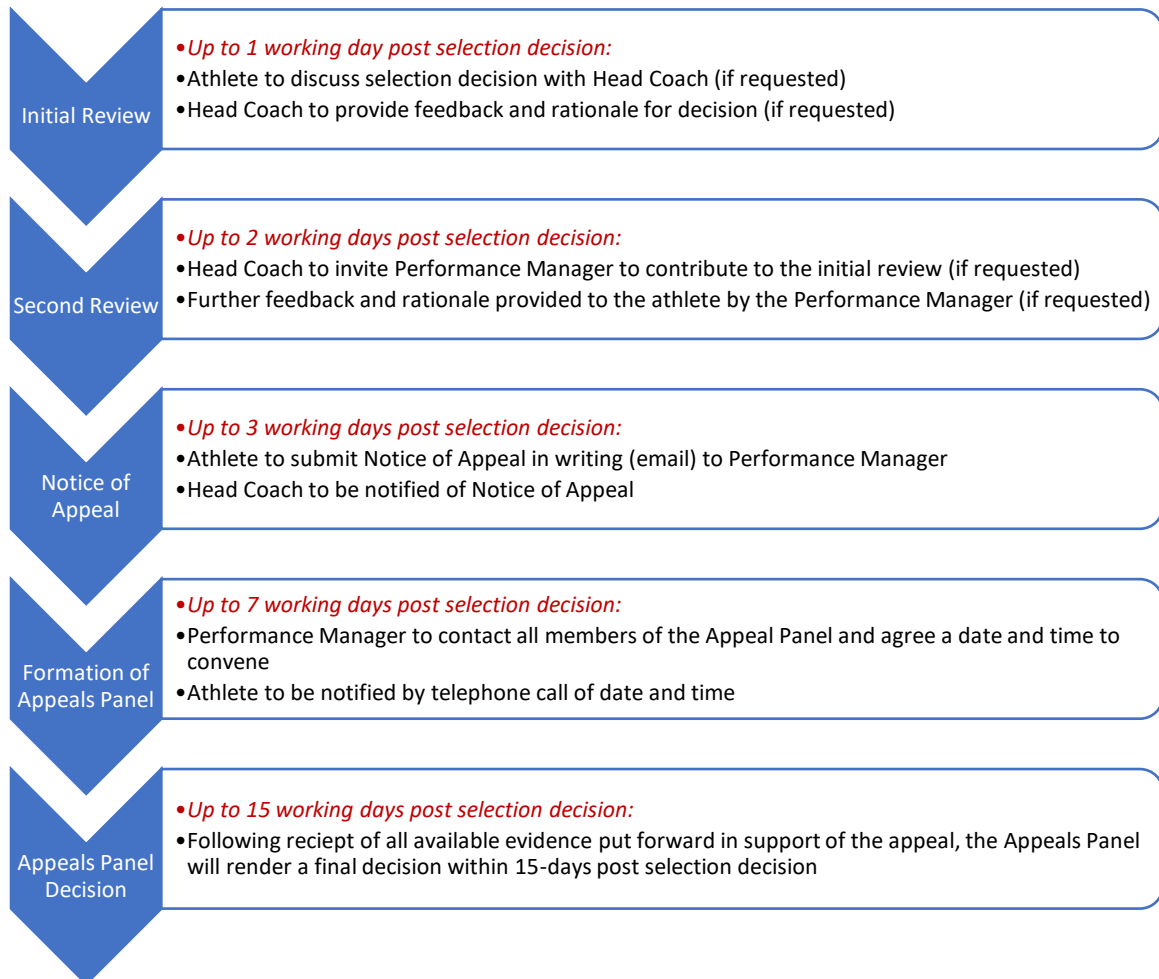 Initial Review
•Up to 1 working day post selection decision:
•Athlete to discuss selection decision with Head Coach (if requested)
•Head Coach to provide feedback and rationale for decision (if requested)
Second Review
•Up to 2 working days post selection decision:
•Head Coach to invite Performance Manager to contribute to the initial review (if requested)
•Further feedback and rationale provided to the athlete by the Performance Manager (if requested)
Notice of
Appeal
•Up to 3 working days post selection decision:
•Athlete to submit Notice of Appeal in writing (email) to Performance Manager
•Head Coach to be notified of Notice of Appeal
Formation of
Appeals Panel
•Up to 7 working days post selection decision:
•Performance Manager to contact all members of the Appeal Panel and agree a date and time to
convene
•Athlete to be notified by telephone call of date and time
Appeals Panel
Decision
•Up to 15 working days post selection decision:
•Following reciept of all available evidence put forward in support of the appeal, the Appeals Panel
will render a final decision within 15-days post selection decision